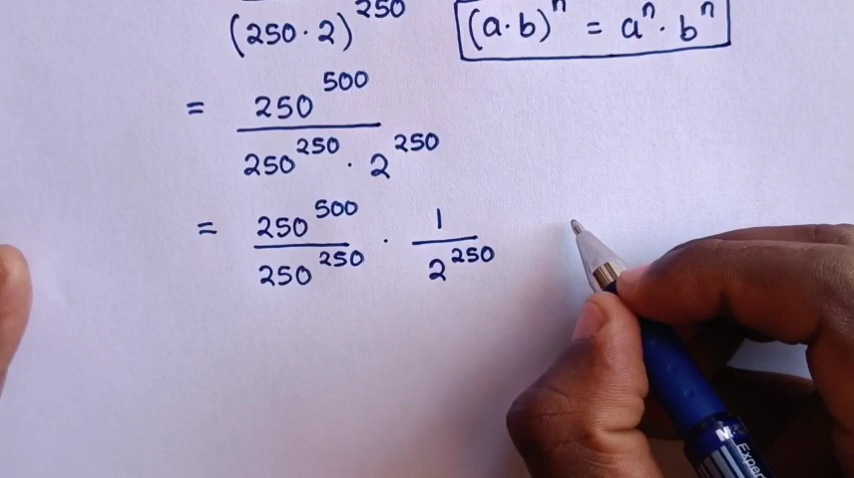 (250·2)^250 (a·b)^n = a^n · b^n
= 250^500 / 250^250 · 2^250
= 250^500 / 250^250 · 1 / 2^250